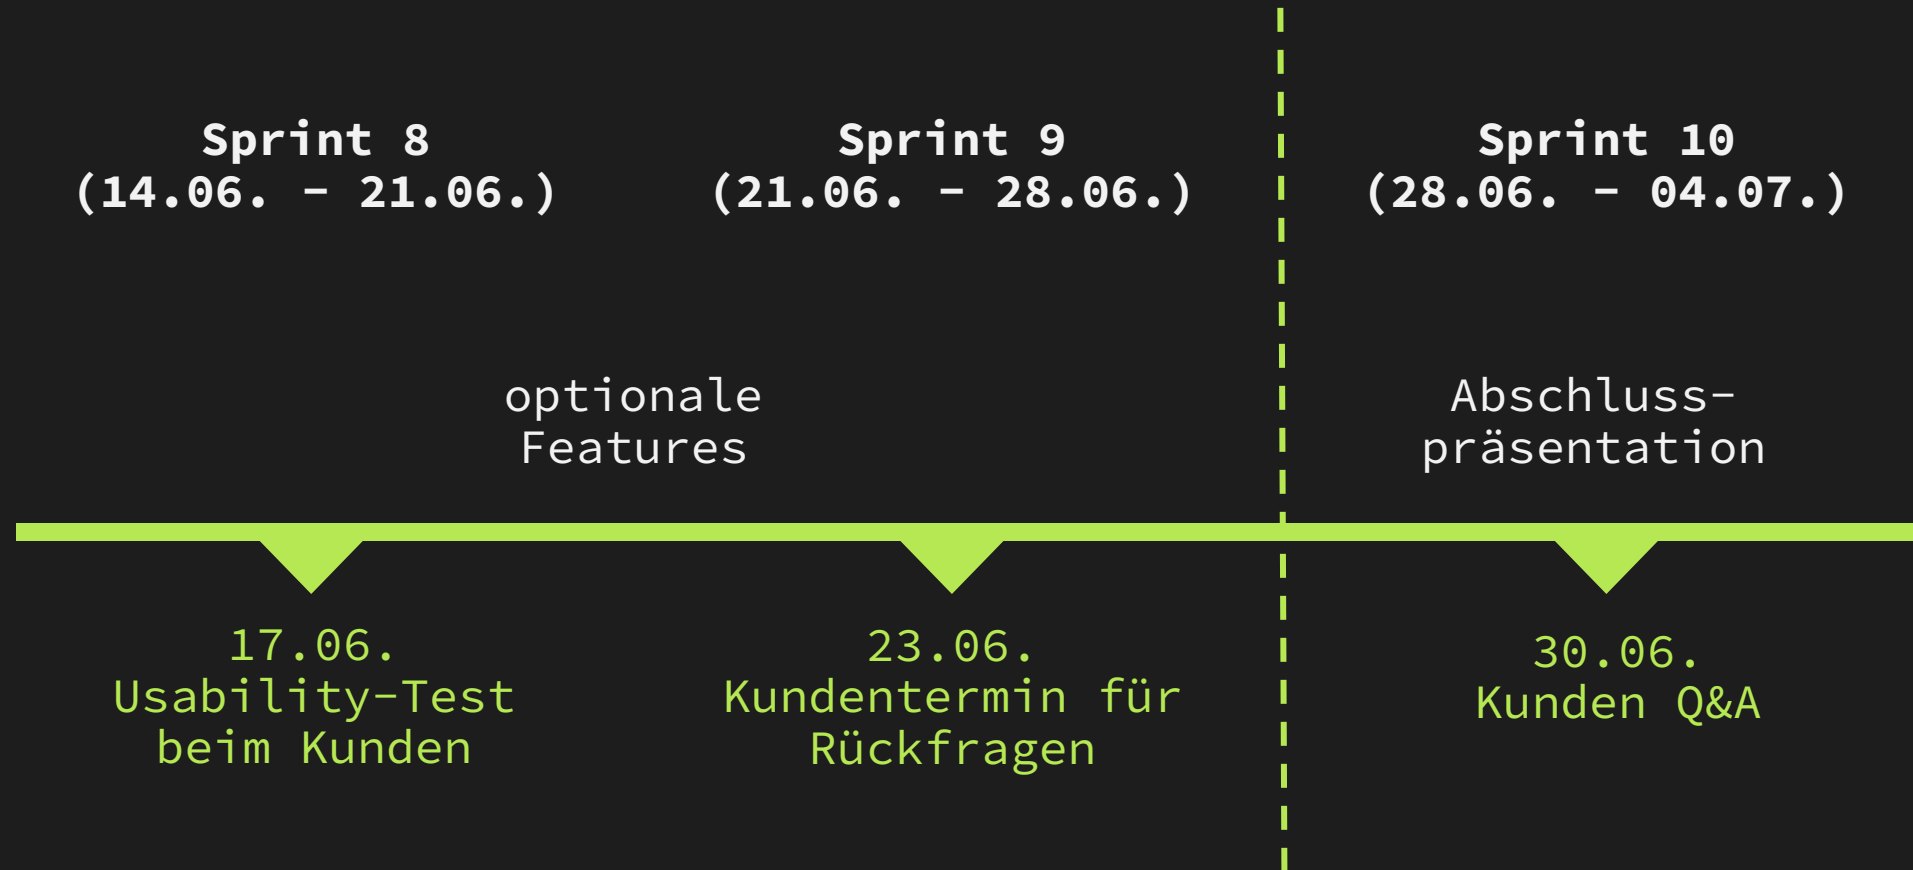 Sprint 8
(14.06. - 21.06.)
Sprint 9
(21.06. - 28.06.)
Sprint 10
(28.06. - 04.07.)
optionale
Features
Abschluss-
präsentation
17.06.
Usability-Test
beim Kunden
23.06.
Kundentermin für
Rückfragen
30.06.
Kunden Q&A